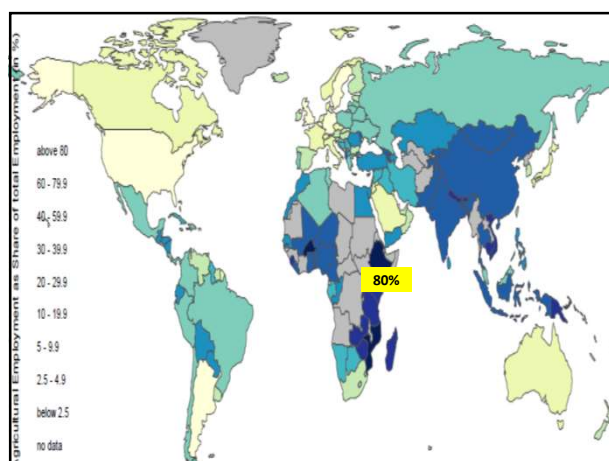 Agricultural Employment as Share of total Employment (in %)
above 80
60 - 79.9
40 - 59.9
30 - 39.9
20 - 29.9
10 - 19.9
5 - 9.9
2.5 - 4.9
below 2.5
no data
80%